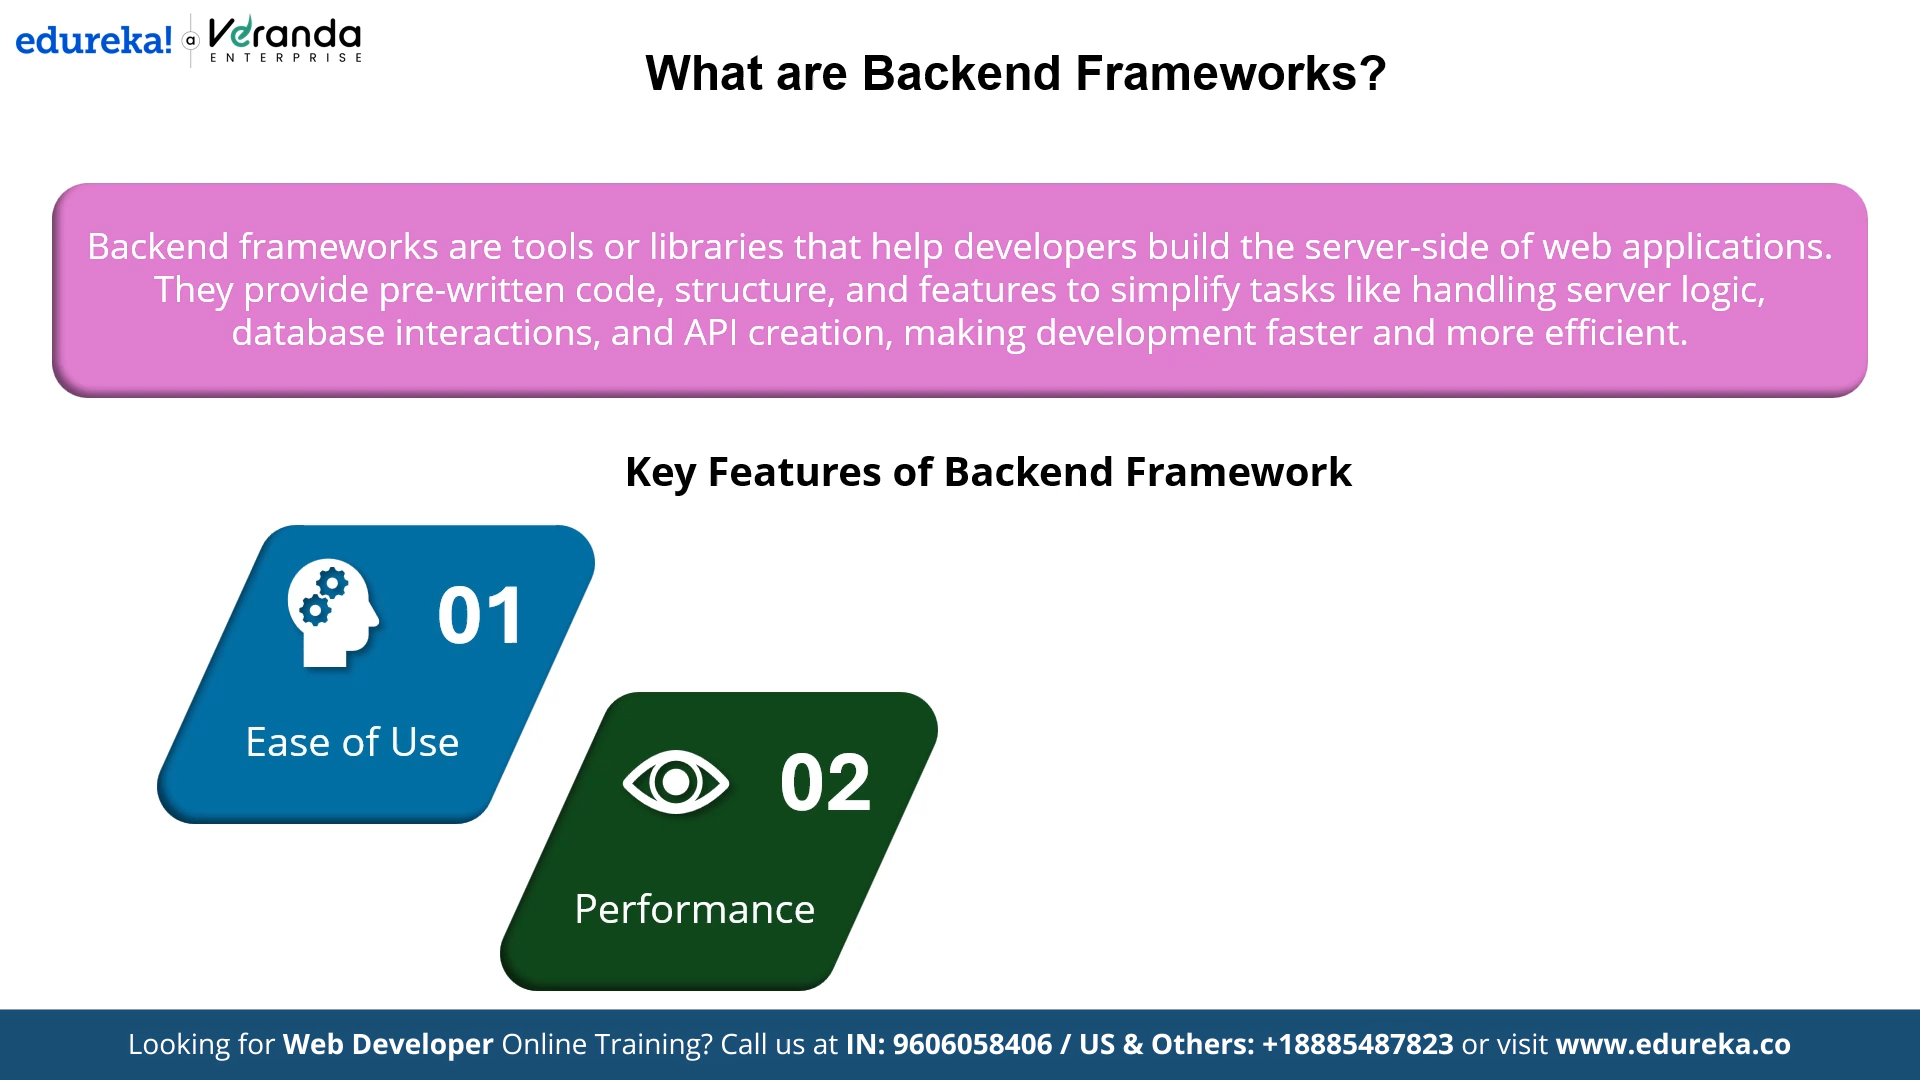 edureka! a Veranda
ENTERPRISE
What are Backend Frameworks?
Backend frameworks are tools or libraries that help developers build the server-side of web applications.
They provide pre-written code, structure, and features to simplify tasks like handling server logic,
database interactions, and API creation, making development faster and more efficient.
Key Features of Backend Framework
01
Ease of Use
02
Performance
Looking for Web Developer Online Training? Call us at IN: 9606058406 / US & Others: +18885487823 or visit www.edureka.co